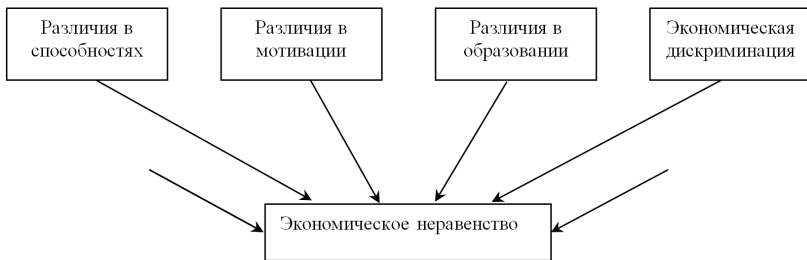 Различия в
способностях
Различия в
мотивации
Различия в
образовании
Экономическая
дискриминация
Экономическое неравенство